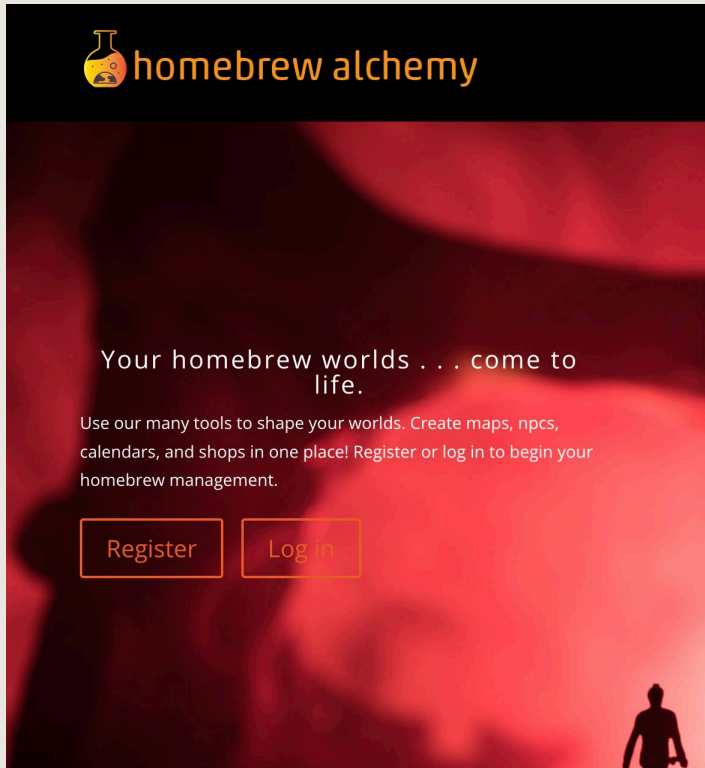 homebrew alchemy
Your homebrew worlds . . . come to
life.
Use our many tools to shape your worlds. Create maps, npcs,
calendars, and shops in one place! Register or log in to begin your
homebrew management.
Register
Log in